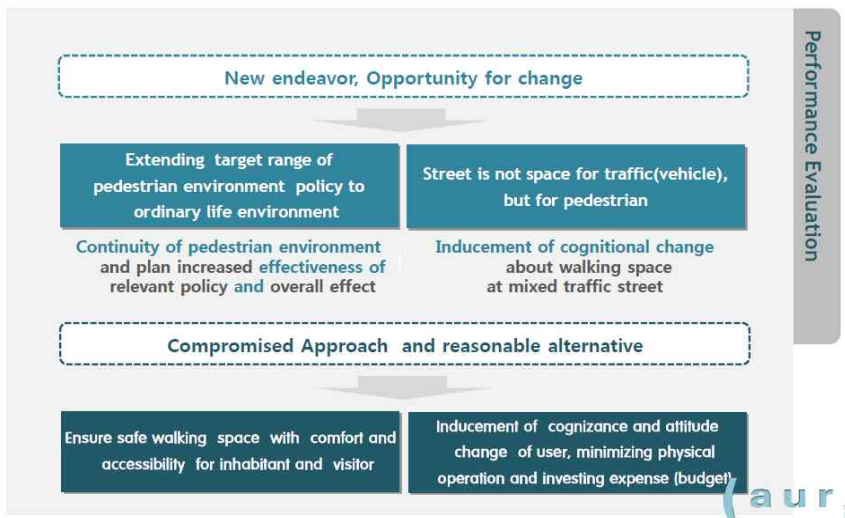 Performance Evaluation
New endeavor, Opportunity for change
Extending target range of
pedestrian environment policy to
ordinary life environment
Street is not space for traffic(vehicle),
but for pedestrian
Continuity of pedestrian environment
and plan increased effectiveness of
relevant policy and overall effect
Inducement of cognitional change
about walking space
at mixed traffic street
Compromised Approach and reasonable alternative
Ensure safe walking space with comfort and
accessibility for inhabitant and visitor
Inducement of cognizance and attitude
change of user, minimizing physical
operation and investing expense (budget)
(aur